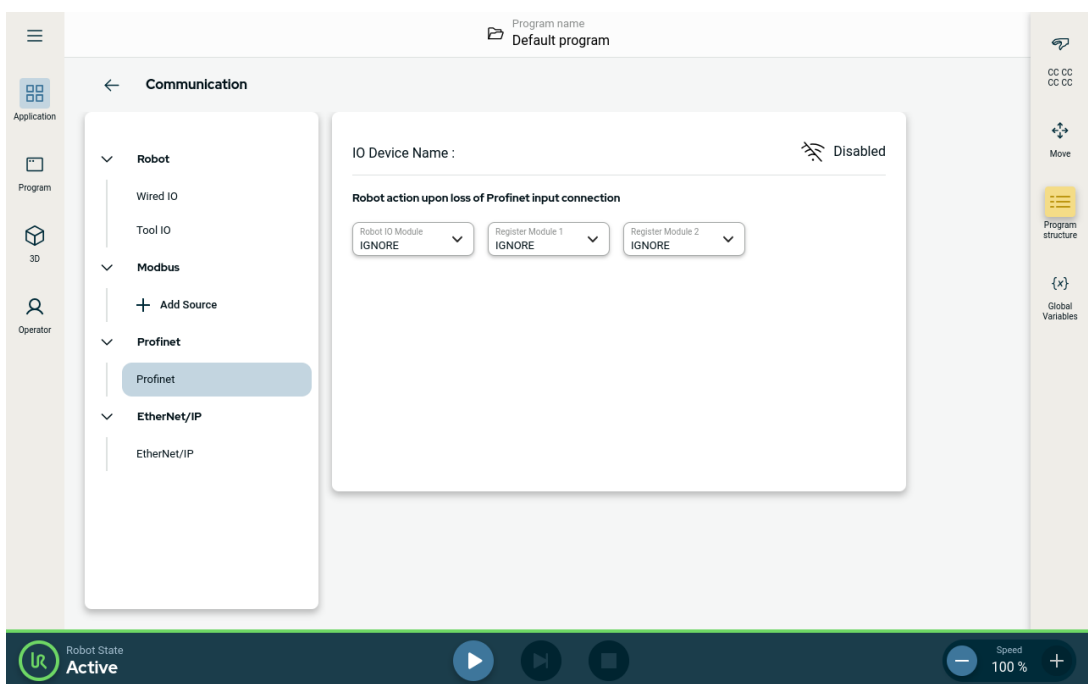 Program name
Default program
Application
Program
3D
Operator
Communication
Robot
Wired IO
Tool IO
Modbus
Add Source
Profinet
Profinet
EtherNet/IP
EtherNet/IP
IO Device Name :
Disabled
Robot action upon loss of Profinet input connection
Robot IO Module
IGNORE
Register Module 1
IGNORE
Register Module 2
IGNORE
CC CC
CC CC
Move
Program
structure
{x}
Global
Variables
UR
Robot State
Active
Speed
100 %